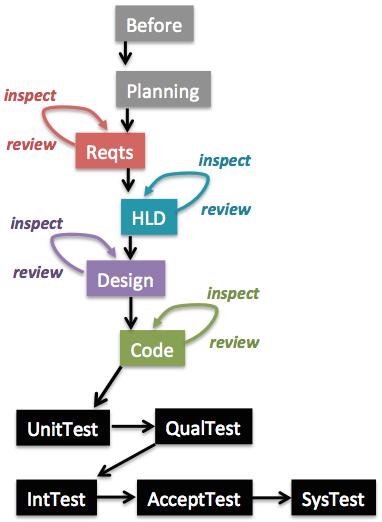 Before
Planning
inspect
review
Reqts
inspect
review
HLD
inspect
review
Design
inspect
review
Code
UnitTest
QualTest
IntTest
AcceptTest
SysTest